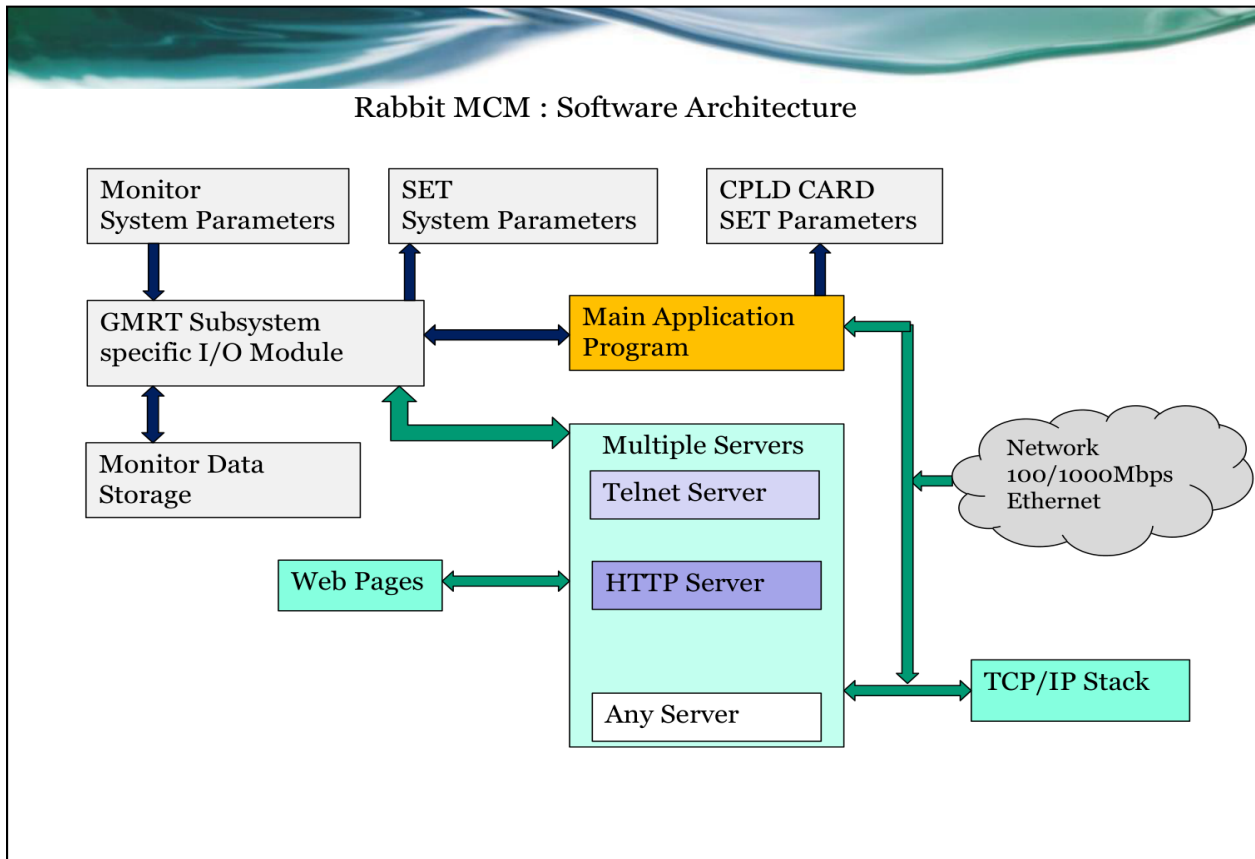 Rabbit MCM : Software Architecture
Monitor
System Parameters
SET
System Parameters
CPLD CARD
SET Parameters
GMRT Subsystem
specific I/O Module
Main Application
Program
Monitor Data
Storage
Multiple Servers
Telnet Server
Network
100/1000Mbps
Ethernet
Web Pages
HTTP Server
TCP/IP Stack
Any Server